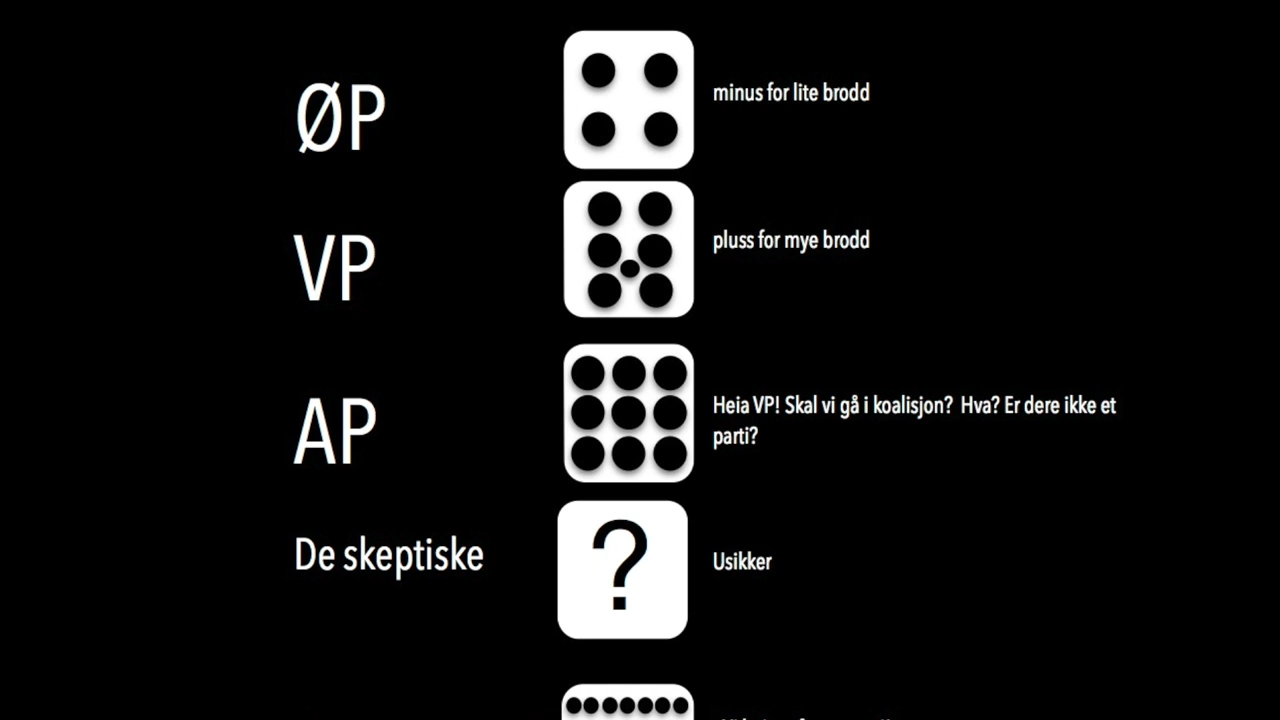 ØP
minus for lite brodd
VP
pluss for mye brodd
AP
Heia VP! Skal vi gå i koalisjon? Hva? Er dere ikke et
parti?
De skeptiske
?
Usikker